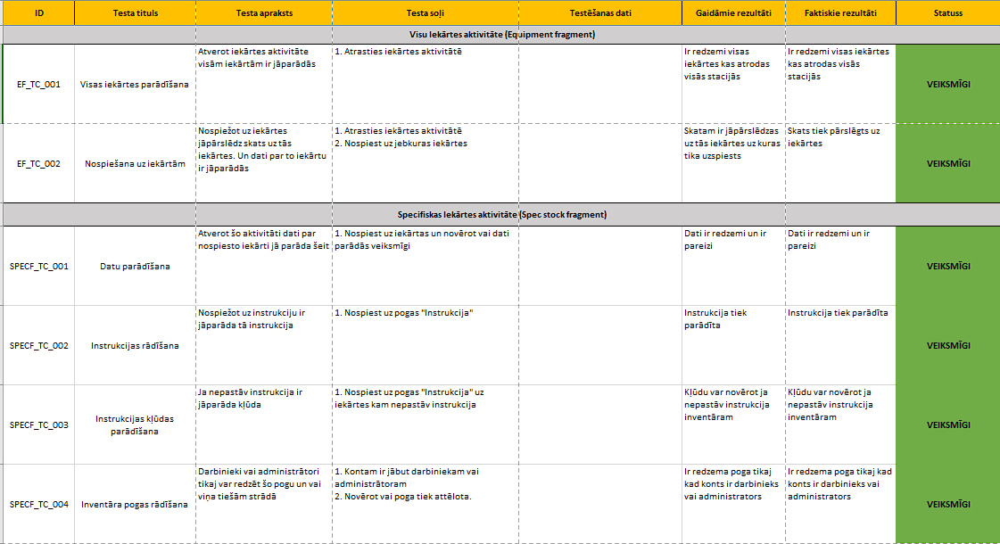 ID Testa tituls Testa apraksts Testa soļi Testēšanas dati Gaidāmie rezultāti Faktiskie rezultāti Statuss
Visu Iekārtes aktivitāte (Equipment fragment)
EF_TC_001
Visas iekārtes parādīšana
Atverot iekārtes aktivitāte
visām iekārtām ir jāparādās
1. Atrasties iekārtes aktivitātē
Ir redzemi visas
iekārtes kas atrodas
visās stacijās
Ir redzemi visas iekārtes
kas atrodas visās
stacijās
VEIKSMĪGI
EF_TC_002
Nospiešana uz iekārtām
Nospiežot uz iekārtes
jāpārslēdz skats uz tās
iekārtes. Un dati par to iekārtu
ir jāparādās
1. Atrasties iekārtes aktivitātē
2. Nospiest uz jebkuras iekārtes
Skatam ir jāpārslēdzas
uz tās iekārtes uz kuras
tika uzspiests
Skats tiek pārslēgts uz
iekārtes
VEIKSMĪGI
Specifiskas Iekārtes aktivitāte (Spec stock fragment)
SPECF_TC_001
Datu parādīšana
Atverot šo aktivitāti dati par
nospiesto iekārti jā parāda šeit
1. Nospiest uz iekārtas un novērot vai dati
parādās veiksmīgi
Dati ir redzemi un ir
pareizi
Dati ir redzemi un ir
pareizi
VEIKSMĪGI
SPECF_TC_002
Instrukcijas rādīšana
Nospiežot uz instrukciju ir
jāparāda tā instrukcija
1. Nospiest uz pogas "Instrukcija"
Instrukcija tiek
parādīta
Instrukcija tiek parādīta
VEIKSMĪGI
SPECF_TC_003
Instrukcijas kļūdas
parādīšana
Ja nepastāv instrukcija ir
jāparāda kļūda
1. Nospiest uz pogas "Instrukcija" uz
iekārtes kam nepastāv instrukcija
Kļūdu var novērot ja
nepastāv instrukcija
inventāram
Kļūdu var novērot ja
nepastāv instrukcija
inventāram
VEIKSMĪGI
SPECF_TC_004
Inventāra pogas rādīšana
Darbinieki vai administrātori
tikaj var redzēt šo pogu un vai
viņa tiešām strādā
1. Kontam ir jābut darbiniekam vai
administrātoram
2. Novērot vai poga tiek attēlota.
Ir redzema poga tikaj
kad konts ir darbinieks
vai administrators
Ir redzema poga tikaj kad
konts ir darbinieks vai
administrators
VEIKSMĪGI